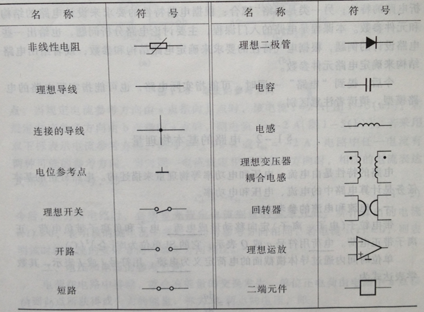 名 称 符 号 名 称 符 号
非线性电阻 理想二极管
理想导线 电容
连接的导线 电感
电位参考点 理想变压器
耦合电感
理想开关 回转器
开路 理想运放
短路 二端元件